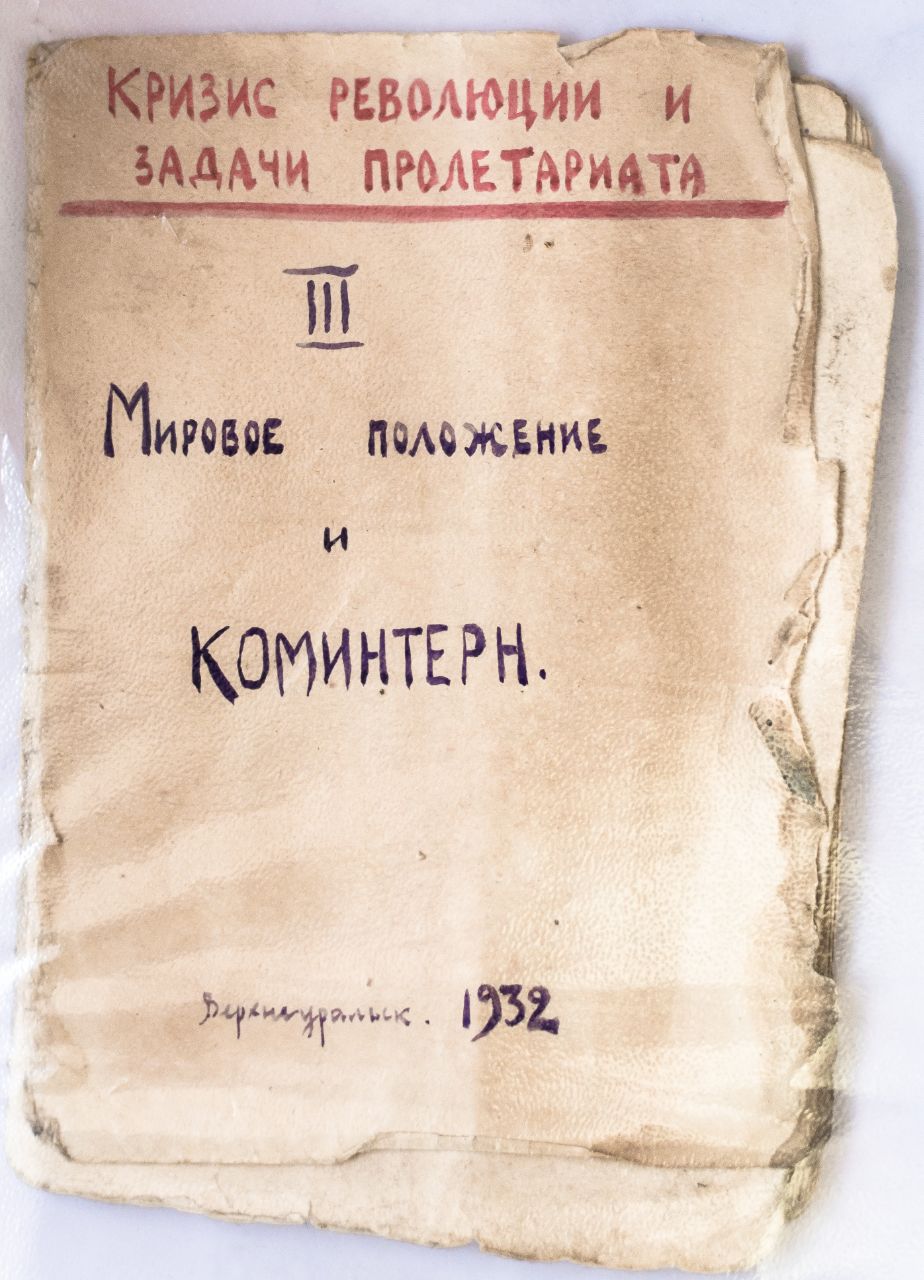 КРИЗИС РЕВОЛЮЦИИ И
ЗАДАЧИ ПРОЛЕТАРИАТА
III
Мировое положение
и
КОМИНТЕРН.
Верхнеуральск. 1932